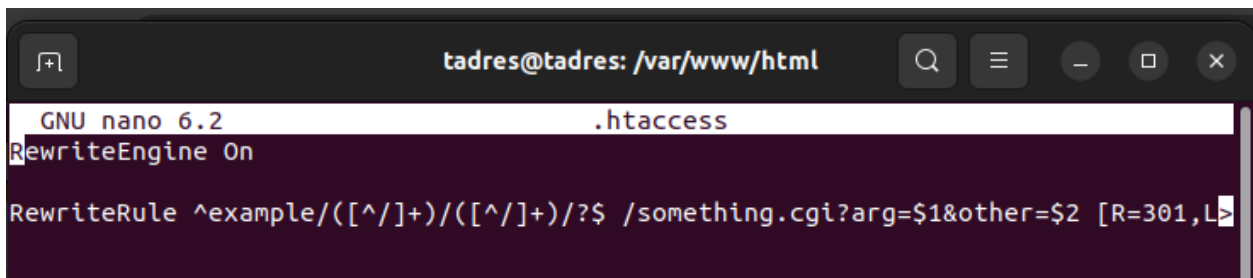 tadres@tadres: /var/www/html
GNU nano 6.2 .htaccess
RewriteEngine On
RewriteRule ^example/([^/]+)/([^/]+)/?$ /something.cgi?arg=$1&other=$2 [R=301,L>